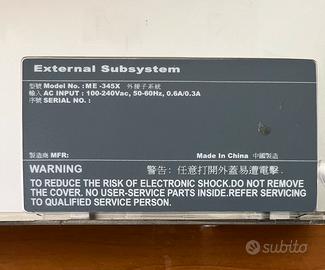 External Subsystem
型號 Model No. : ME -345X 外接子系統
輸入 AC INPUT : 100-240Vac, 50-60Hz, 0.6A/0.3A
序號 SERIAL NO. :
製造商 MFR: Made In China 中國製造
WARNING 警告: 任意打開外蓋易遭電擊.
TO REDUCE THE RISK OF ELECTRONIC SHOCK.DO NOT REMOVE
THE COVER. NO USER-SERVICE PARTS INSIDE.REFER SERVICING
TO QUALIFIED SERVICE PERSON.
subito